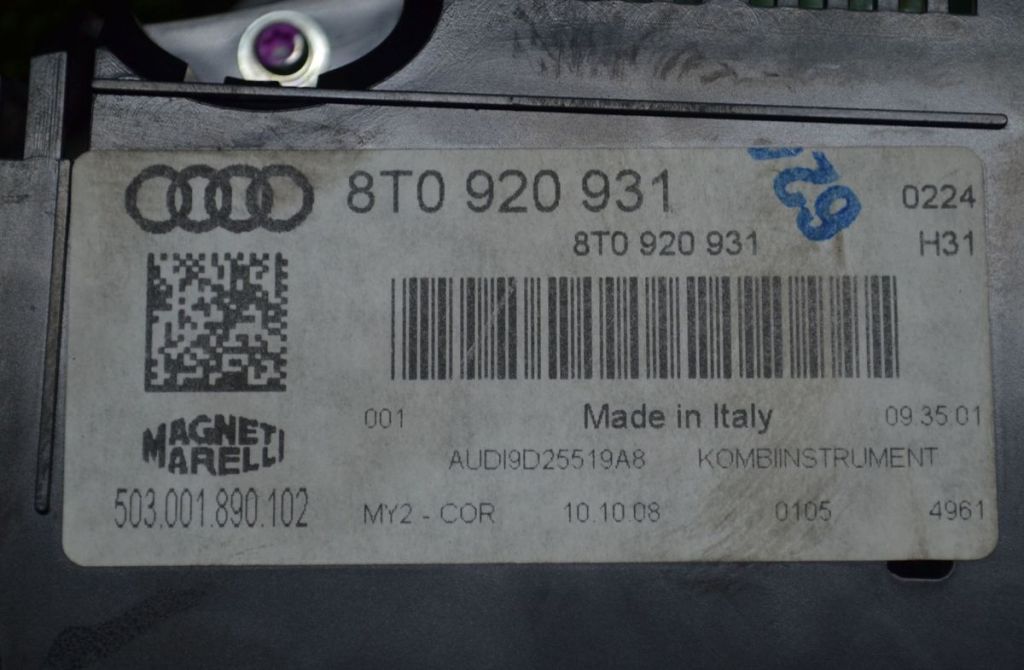 8T0 920 931
0224
8T0 920 931
H31
001
Made in Italy
09.35.01
MAGNETI
MARELLI
AUDI9D25519A8
KOMBIINSTRUMENT
503.001.890.102
MY2 - COR
10.10.08
0105
4961